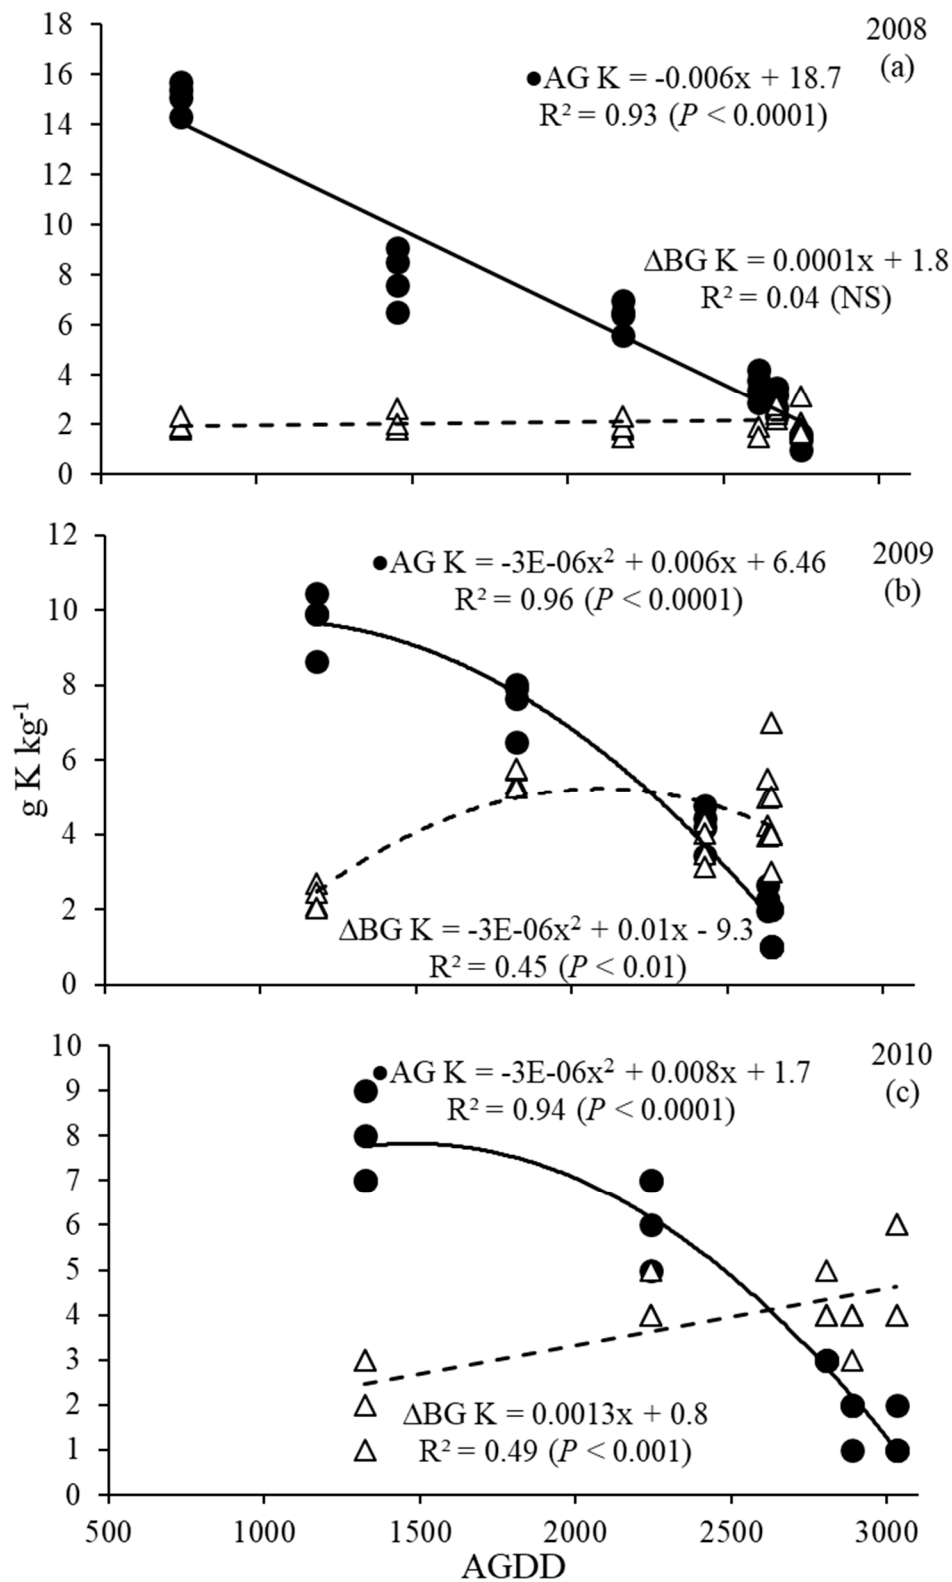 18
16
14
12
10
8
6
4
2
0
2008
(a)
●AG K = -0.006x + 18.7
R² = 0.93 (P < 0.0001)
ΔBG K = 0.0001x + 1.8
R² = 0.04 (NS)
12
10
8
6
4
2
0
2009
(b)
●AG K = -3E-06x² + 0.006x + 6.46
R² = 0.96 (P < 0.0001)
ΔBG K = -3E-06x² + 0.01x - 9.3
R² = 0.45 (P < 0.01)
g K kg⁻¹
10
9
8
7
6
5
4
3
2
1
0
2010
(c)
●AG K = -3E-06x² + 0.008x + 1.7
R² = 0.94 (P < 0.0001)
ΔBG K = 0.0013x + 0.8
R² = 0.49 (P < 0.001)
500 1000 1500 2000 2500 3000
AGDD